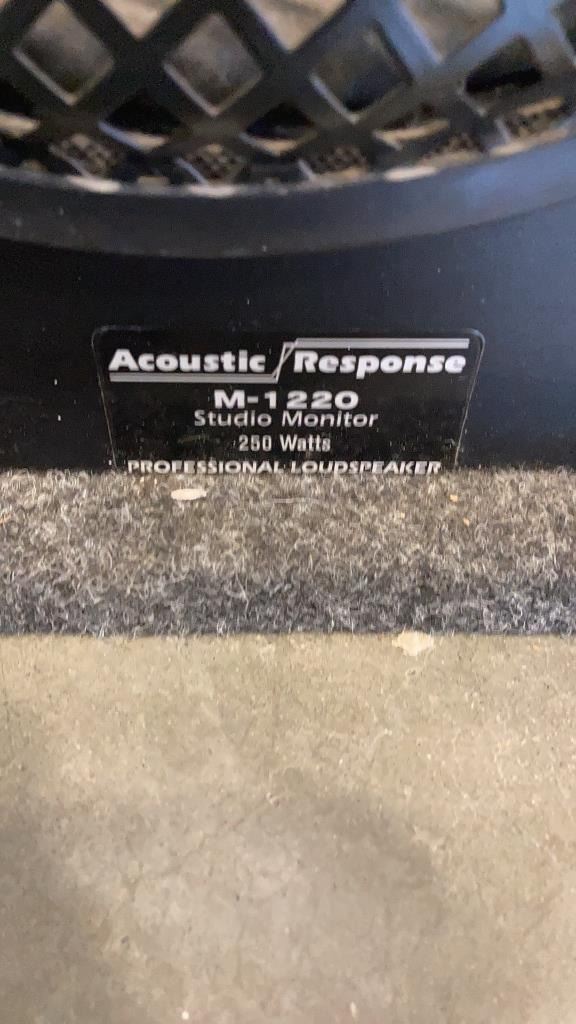 Acoustic Response
M-1220
Studio Monitor
250 Watts
PROFESSIONAL LOUDSPEAKER